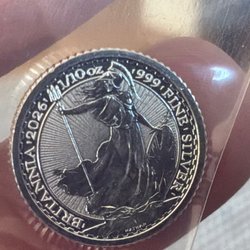 BRITANNIA · 2026 · 1/10 oz · 999 · FINE · SILVER